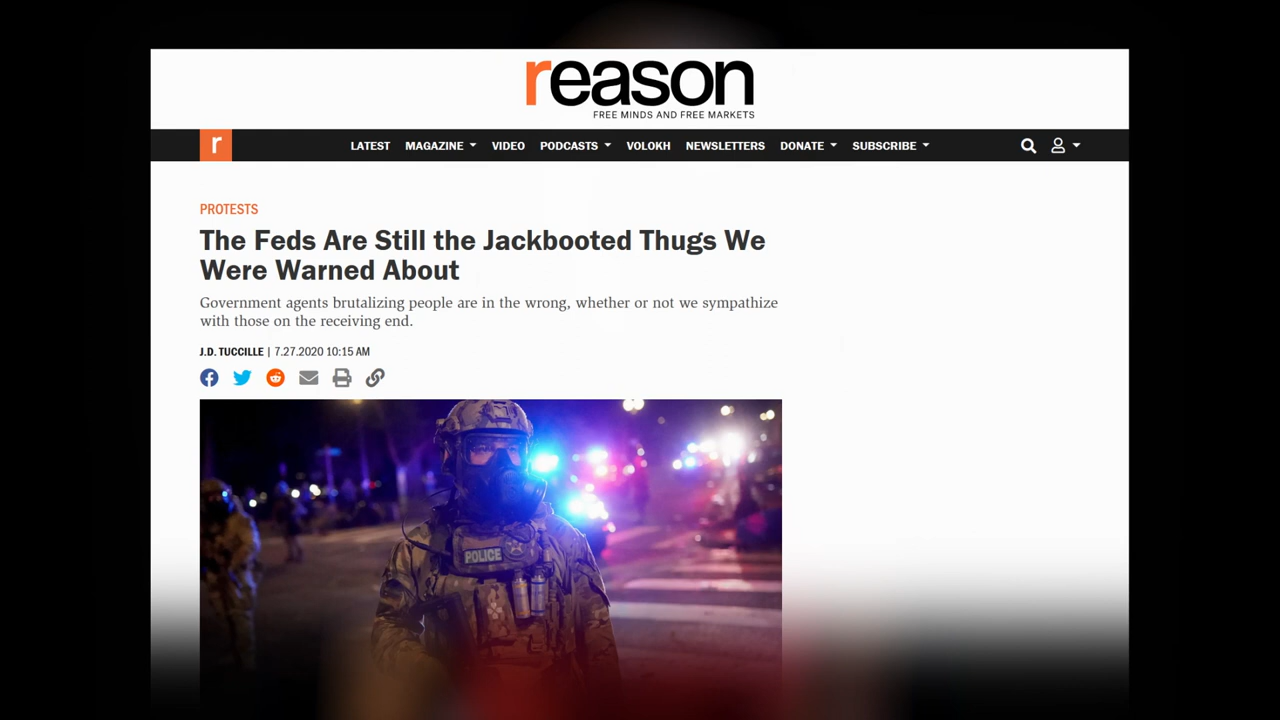 reason
FREE MINDS AND FREE MARKETS
r LATEST MAGAZINE VIDEO PODCASTS VOLOKH NEWSLETTERS DONATE SUBSCRIBE
PROTESTS
The Feds Are Still the Jackbooted Thugs We
Were Warned About
Government agents brutalizing people are in the wrong, whether or not we sympathize
with those on the receiving end.
J.D. TUCCILLE | 7.27.2020 10:15 AM
POLICE